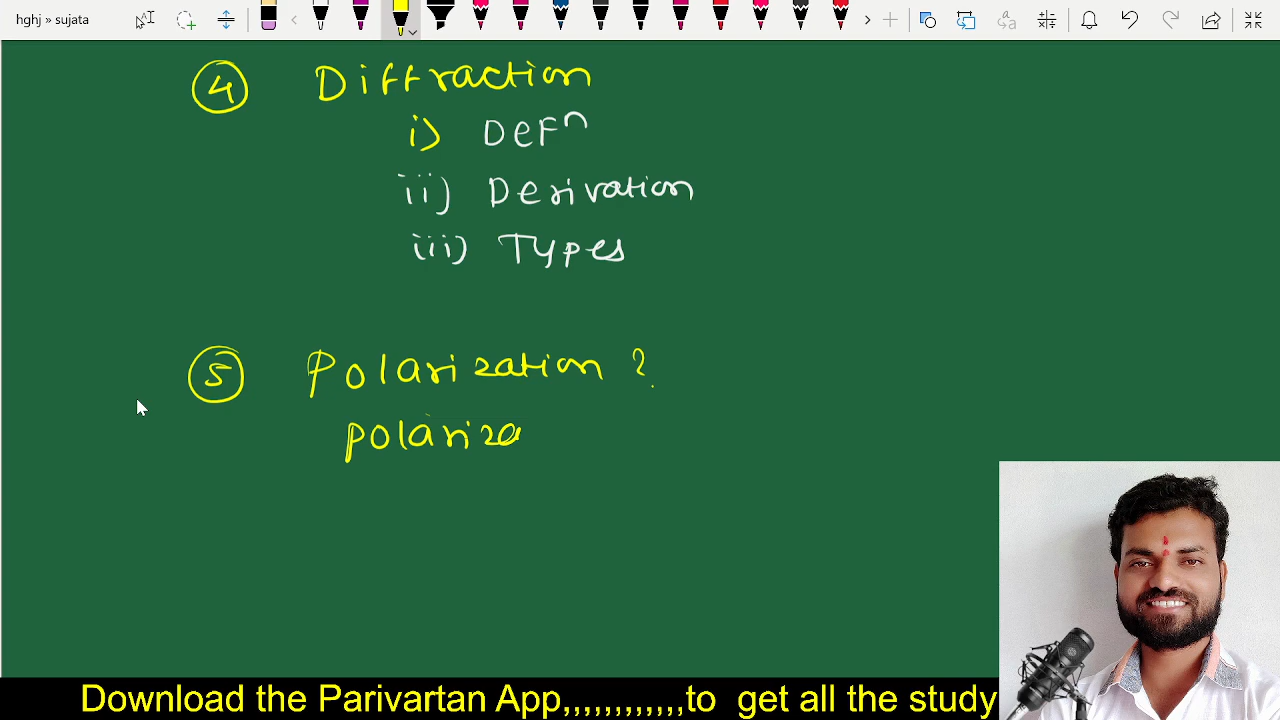 hghj » sujata
④ Diffraction
i) DeFⁿ
ii) Derivation
iii) Types
⑤ Polarization ?
polariza
Download the Parivartan App,,,,,,,,,,,,to get all the study